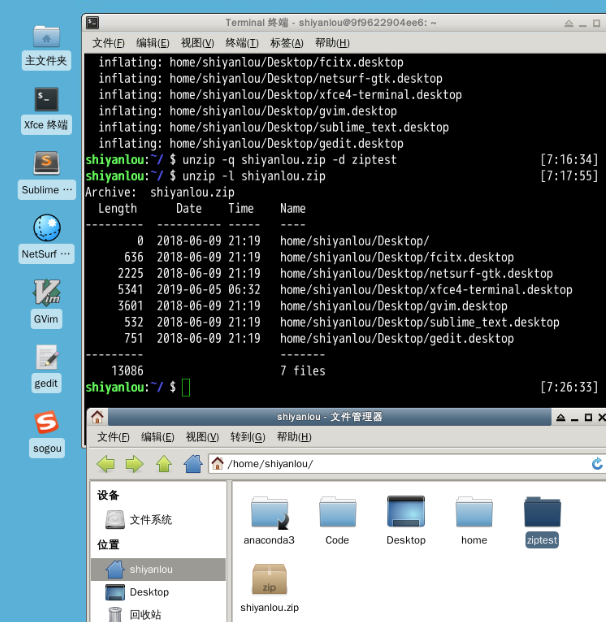 主文件夹
Xfce 终端
Sublime ···
NetSurf ···
GVim
gedit
sogou
Terminal 终端 - shiyanlou@9f9622904ee6: ~
文件(F) 编辑(E) 视图(V) 终端(T) 标签(A) 帮助(H)
inflating: home/shiyanlou/Desktop/fcitx.desktop
inflating: home/shiyanlou/Desktop/netsurf-gtk.desktop
inflating: home/shiyanlou/Desktop/xfce4-terminal.desktop
inflating: home/shiyanlou/Desktop/gvim.desktop
inflating: home/shiyanlou/Desktop/sublime_text.desktop
inflating: home/shiyanlou/Desktop/gedit.desktop
shiyanlou:~/ $ unzip -q shiyanlou.zip -d ziptest [7:16:34]
shiyanlou:~/ $ unzip -l shiyanlou.zip [7:17:55]
Archive:  shiyanlou.zip
Length Date Time Name
--------- ---------- ----- ----
0 2018-06-09 21:19 home/shiyanlou/Desktop/
636 2018-06-09 21:19 home/shiyanlou/Desktop/fcitx.desktop
2225 2018-06-09 21:19 home/shiyanlou/Desktop/netsurf-gtk.desktop
5341 2019-06-05 06:32 home/shiyanlou/Desktop/xfce4-terminal.desktop
3601 2018-06-09 21:19 home/shiyanlou/Desktop/gvim.desktop
532 2018-06-09 21:19 home/shiyanlou/Desktop/sublime_text.desktop
751 2018-06-09 21:19 home/shiyanlou/Desktop/gedit.desktop
--------- -------
13086 7 files
shiyanlou:~/ $ [7:26:33]
shiyanlou - 文件管理器
文件(F) 编辑(E) 视图(V) 转到(G) 帮助(H)
/home/shiyanlou/
设备
文件系统
位置
shiyanlou
Desktop
回收站
anaconda3 Code Desktop home ziptest
zip
shiyanlou.zip